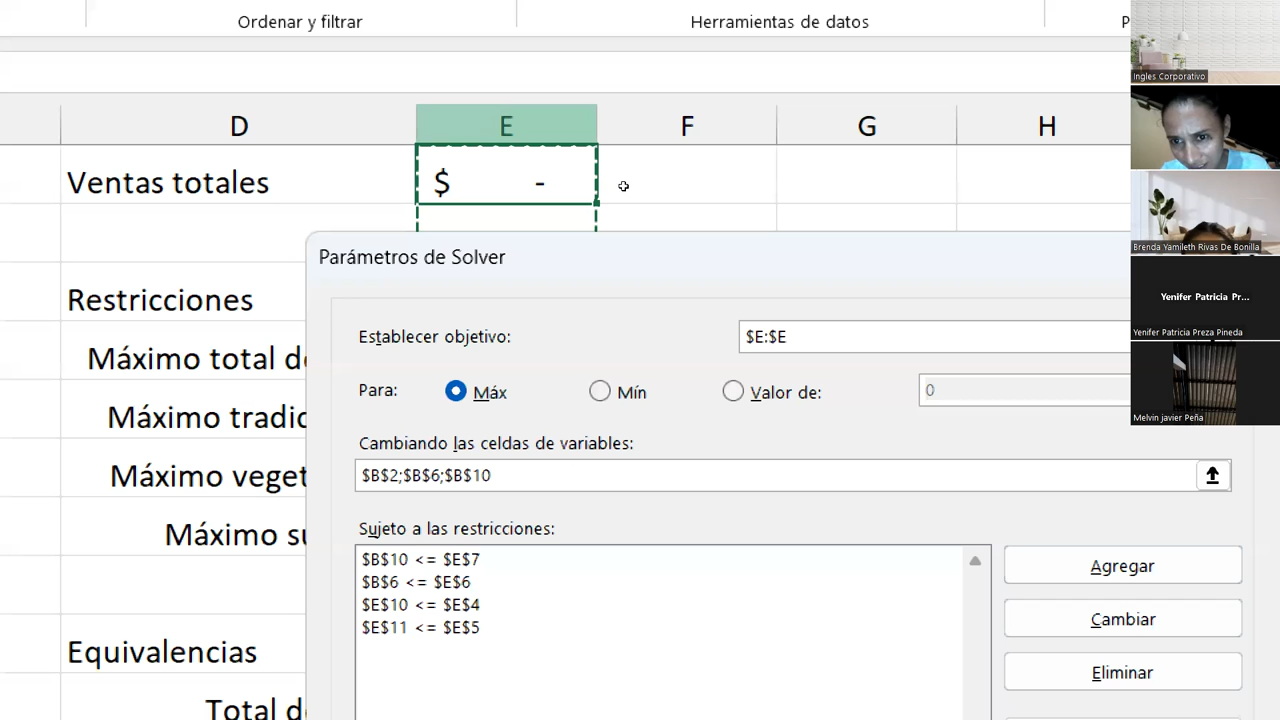 Ordenar y filtrar
Herramientas de datos
P
D
E
F
G
H
Ventas totales
$ -
Restricciones
Máximo total d
Máximo tradic
Máximo veget
Máximo su
Equivalencias
Total d
Parámetros de Solver
Establecer objetivo:
$E:$E
Para:
Máx
Mín
Valor de:
0
Cambiando las celdas de variables:
$B$2;$B$6;$B$10
Sujeto a las restricciones:
$B$10 <= $E$7
$B$6 <= $E$6
$E$10 <= $E$4
$E$11 <= $E$5
Agregar
Cambiar
Eliminar
Ingles Corporativo
Brenda Yamileth Rivas De Bonilla
Yenifer Patricia Pr...
Yenifer Patricia Preza Pineda
Melvin javier Peña